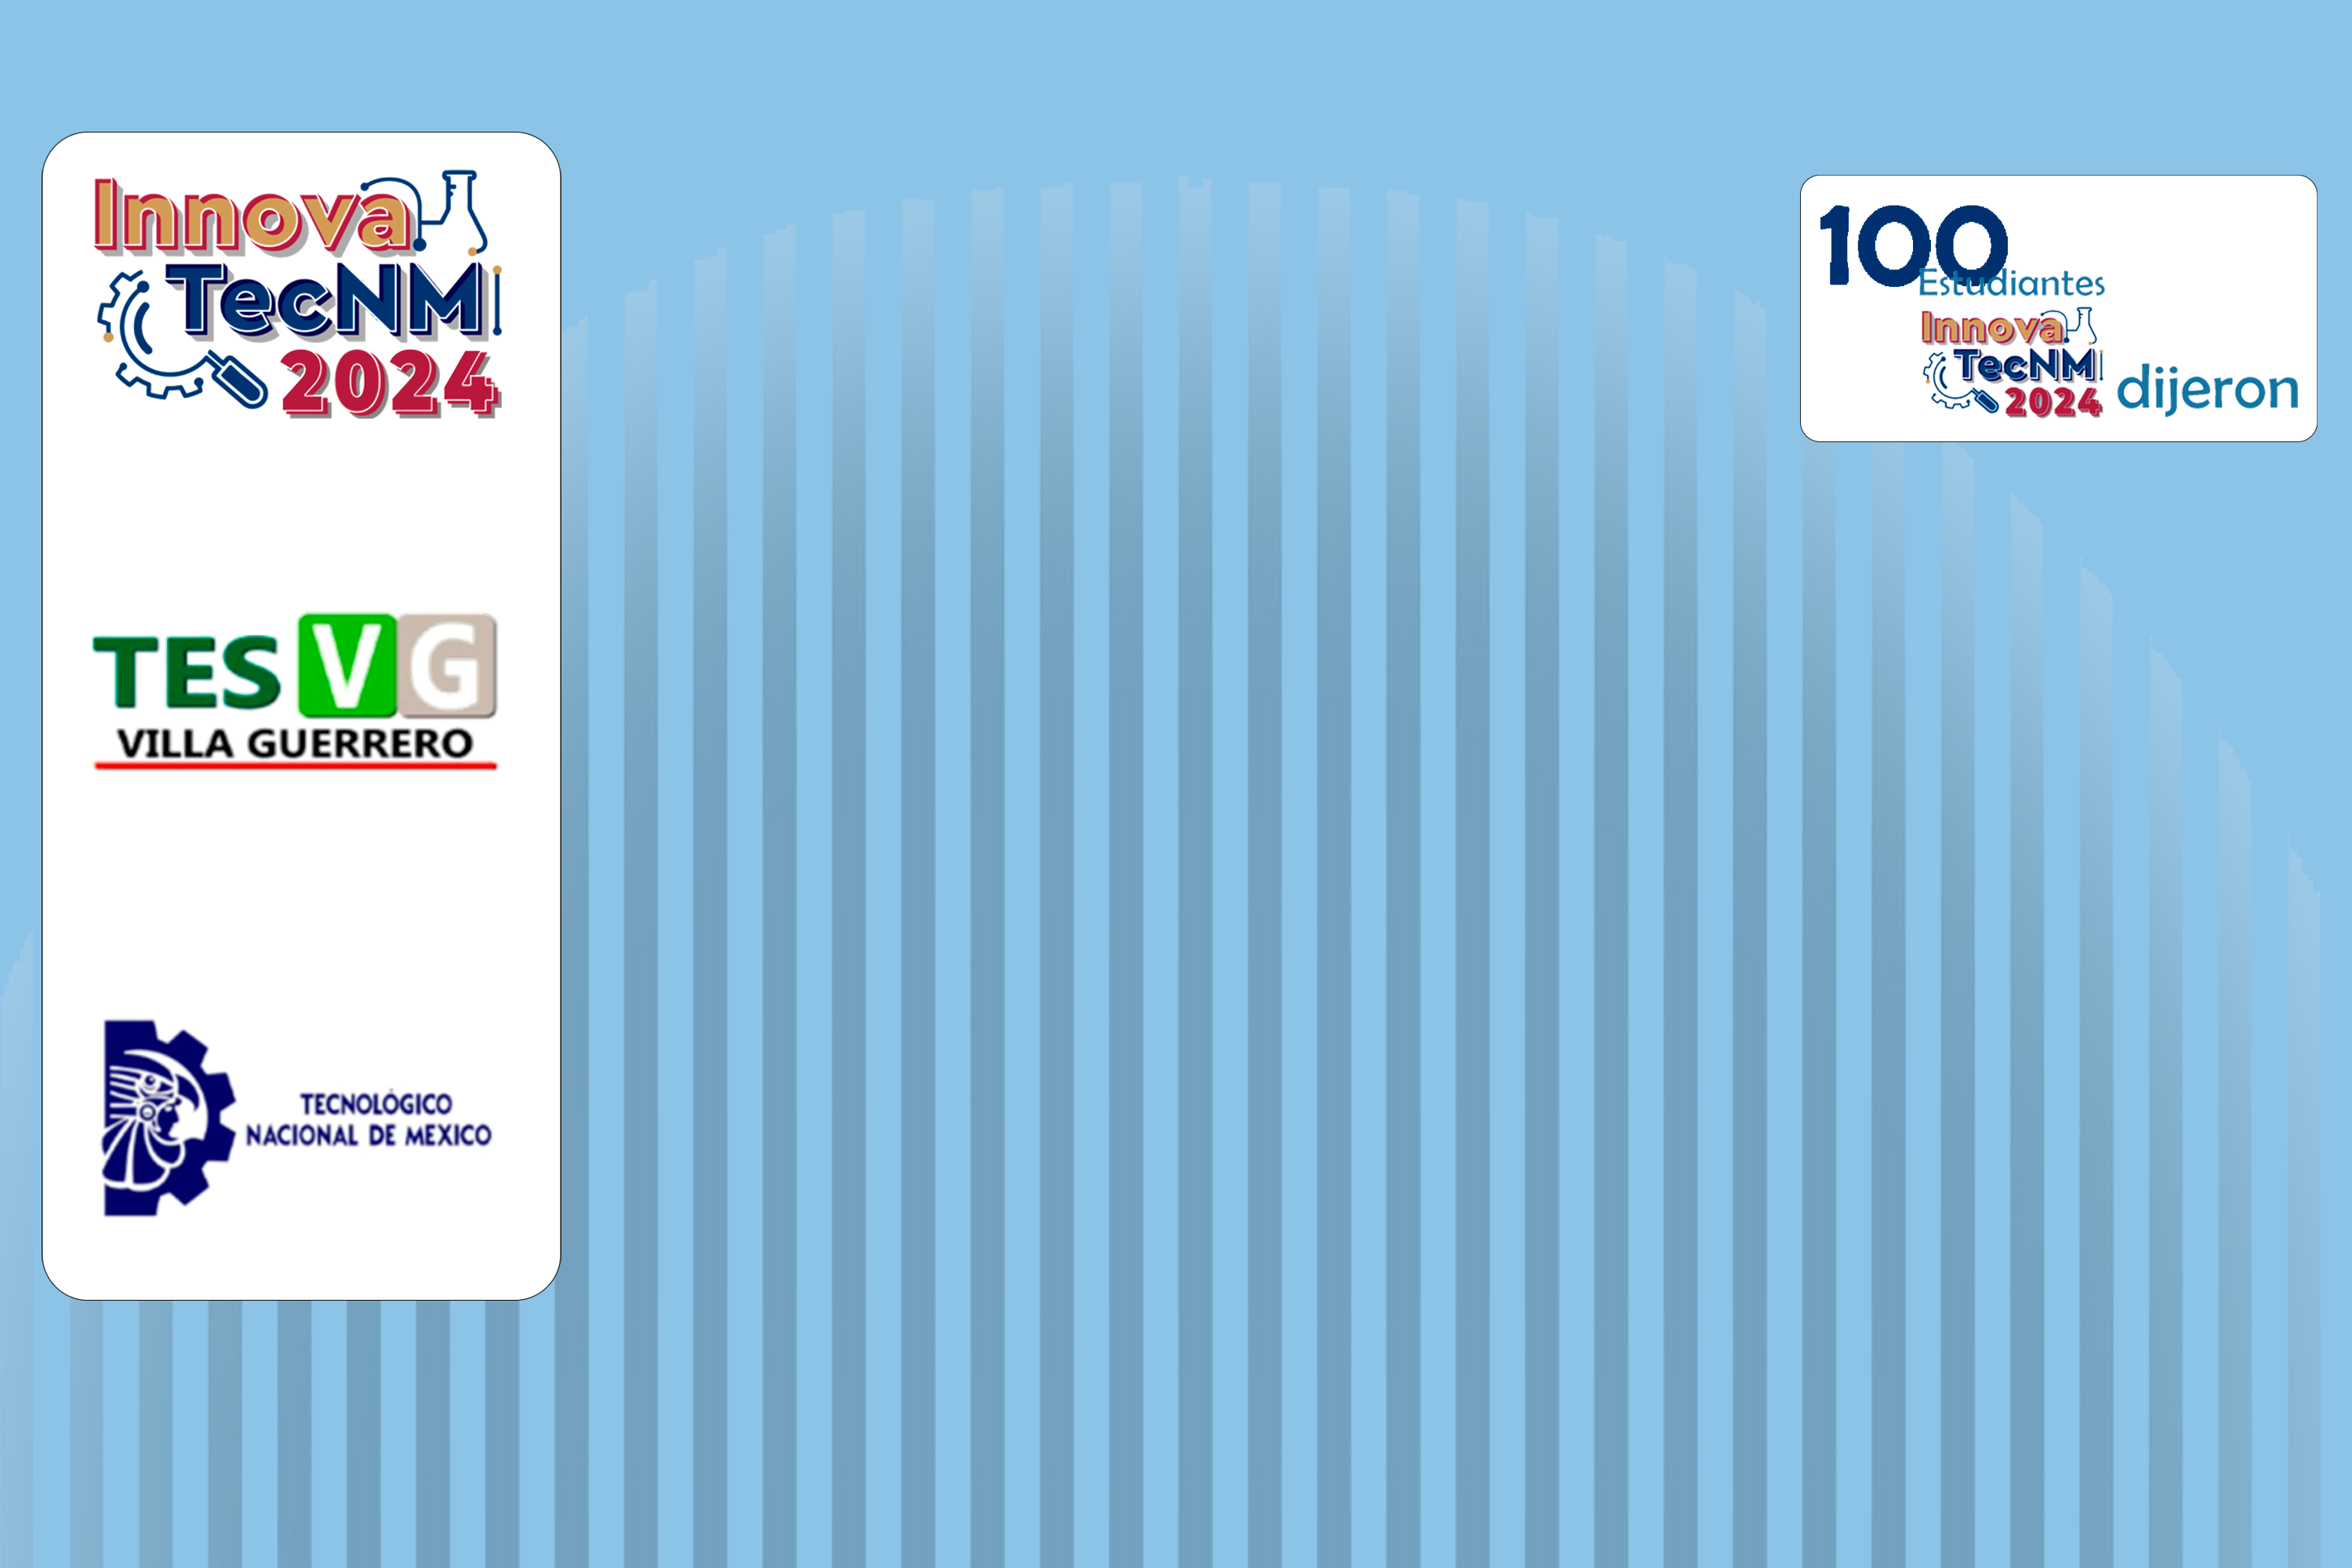 Innova
TecNM
2024
TES VG
VILLA GUERRERO
TECNOLÓGICO
NACIONAL DE MEXICO
100
Estudiantes
Innova
TecNM
2024
dijeron